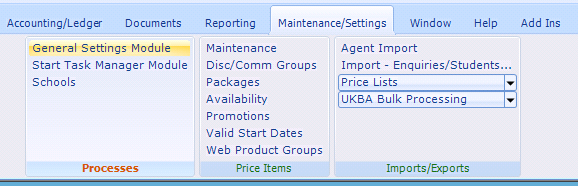 Accounting/Ledger Documents Reporting Maintenance/Settings Window Help Add Ins
General Settings Module
Start Task Manager Module
Schools
Processes
Maintenance
Disc/Comm Groups
Packages
Availability
Promotions
Valid Start Dates
Web Product Groups
Price Items
Agent Import
Import - Enquiries/Students...
Price Lists
UKBA Bulk Processing
Imports/Exports